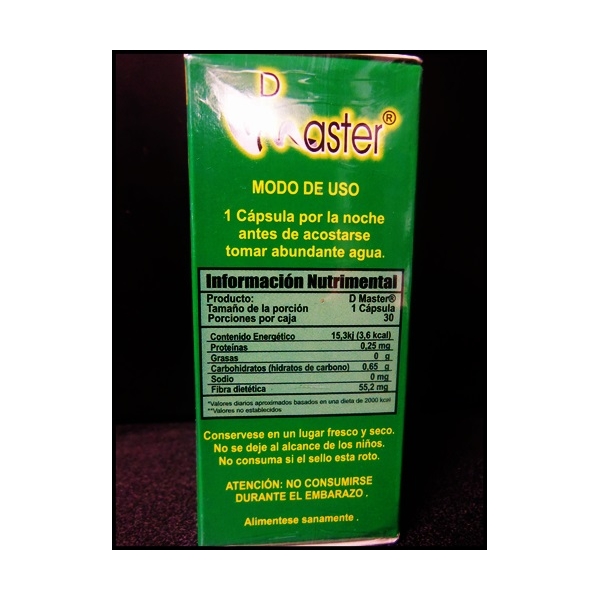 D
Master®
MODO DE USO
1 Cápsula por la noche
antes de acostarse
tomar abundante agua.
Información Nutrimental
Producto: D Master®
Tamaño de la porción 1 Cápsula
Porciones por caja 30
Contenido Energético 15,3kj (3,6 kcal)
Proteinas 0,25 mg
Grasas 0 g
Carbohidratos (hidratos de carbono) 0,65 g
Sodio 0 mg
Fibra dietética 55,2 mg
*Valores diarios aproximados basados en una dieta de 2000 kcal
**Valores no establecidos
Conservese en un lugar fresco y seco.
No se deje al alcance de los niños.
No consuma si el sello esta roto.
ATENCIÓN: NO CONSUMIRSE
DURANTE EL EMBARAZO .
Alimentese sanamente .